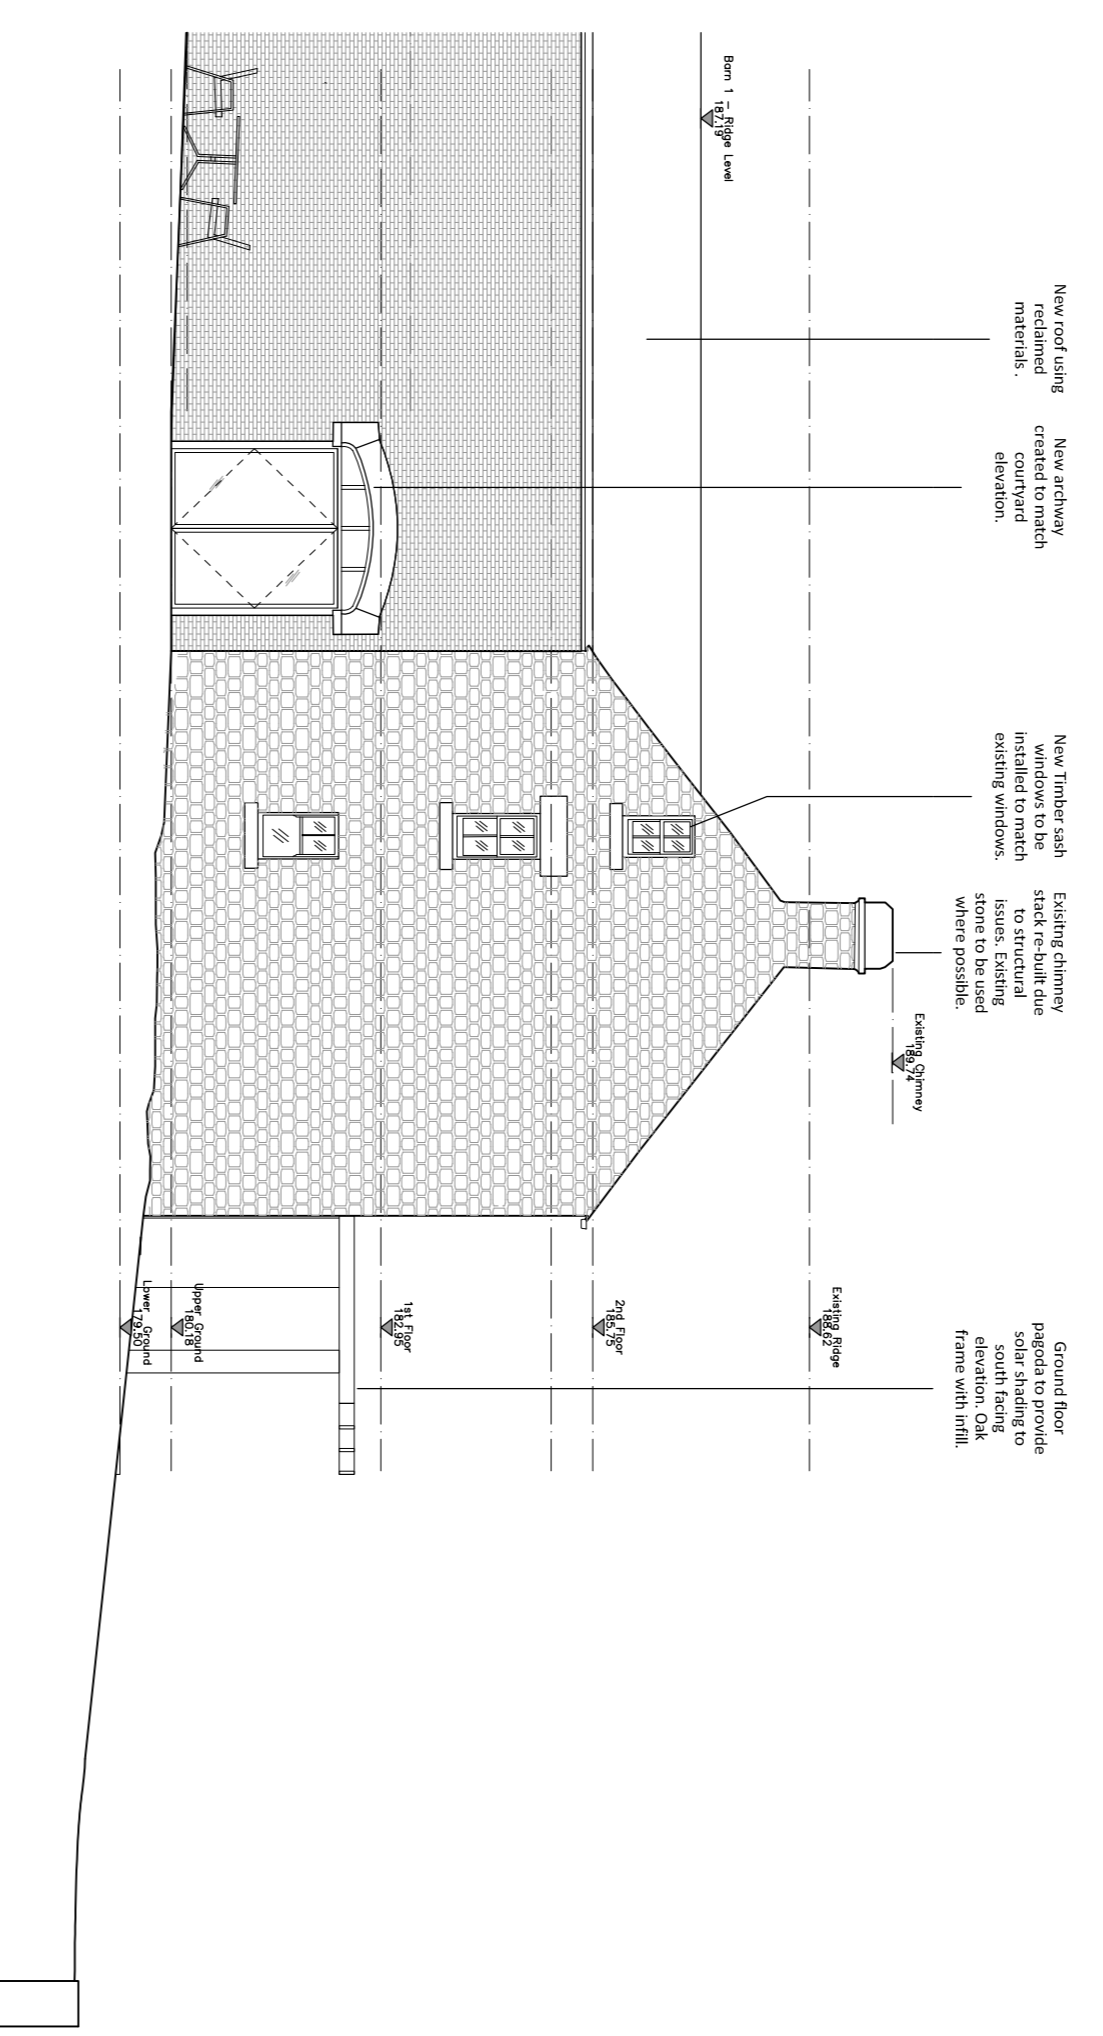 New roof using
reclaimed
materials .
New archway
created to match
courtyard
elevation.
New Timber sash
windows to be
installed to match
existing windows.
Exisitng chimney
stack re-built due
to structural
issues. Existing
stone to be used
where possible.
Ground floor
pagoda to provide
solar shading to
south facing
elevation. Oak
frame with infill.
Existing Chimney
189.74
Barn 1 – Ridge Level
187.19
Existing Ridge
188.62
2nd Floor
185.75
1st Floor
182.95
Upper Ground
180.18
Lower Ground
179.50